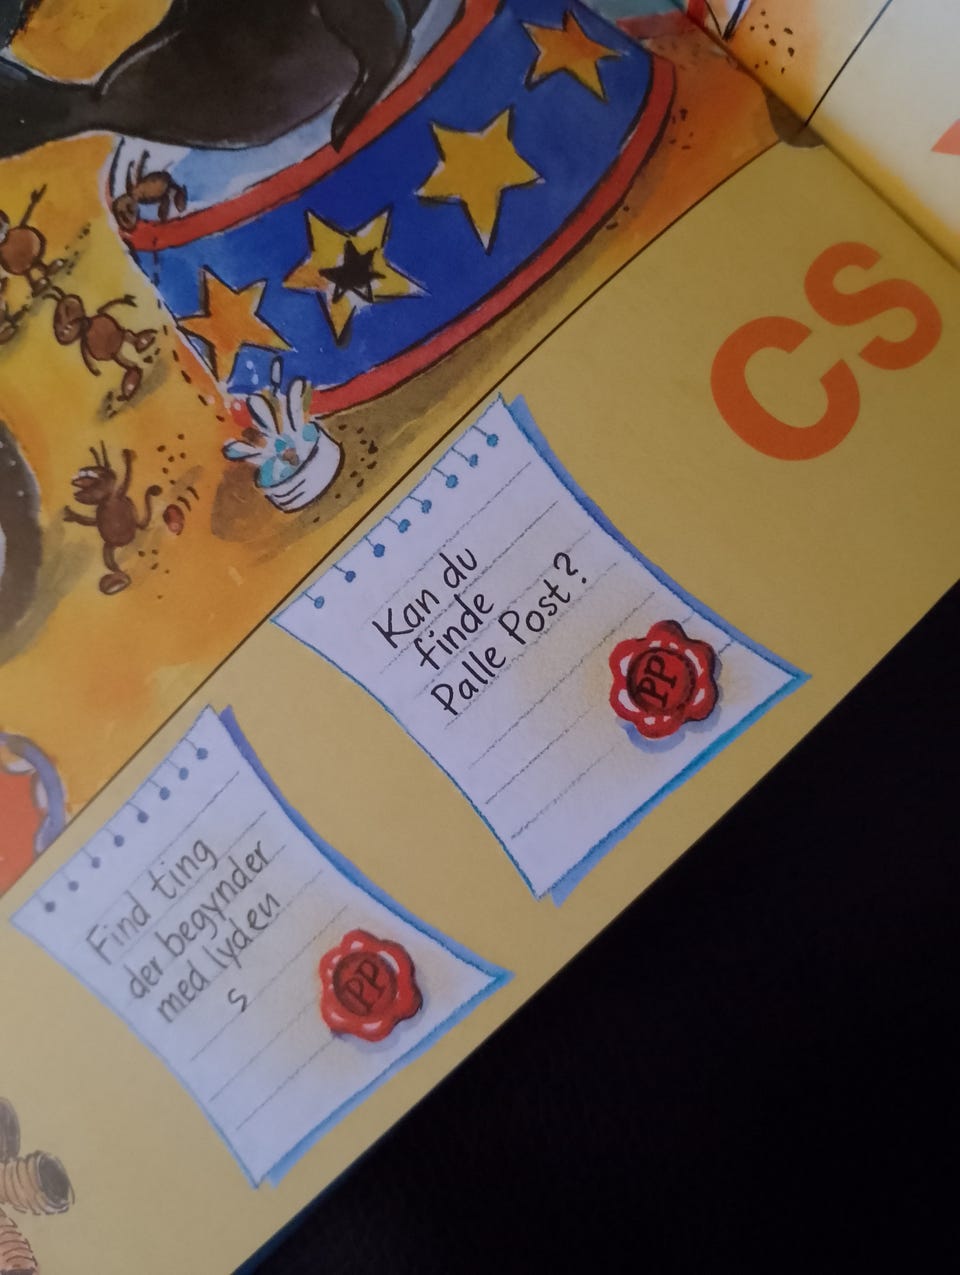 CS
Kan du
finde
Palle Post?
PP
Find ting
der begynder
med lyden
s
PP